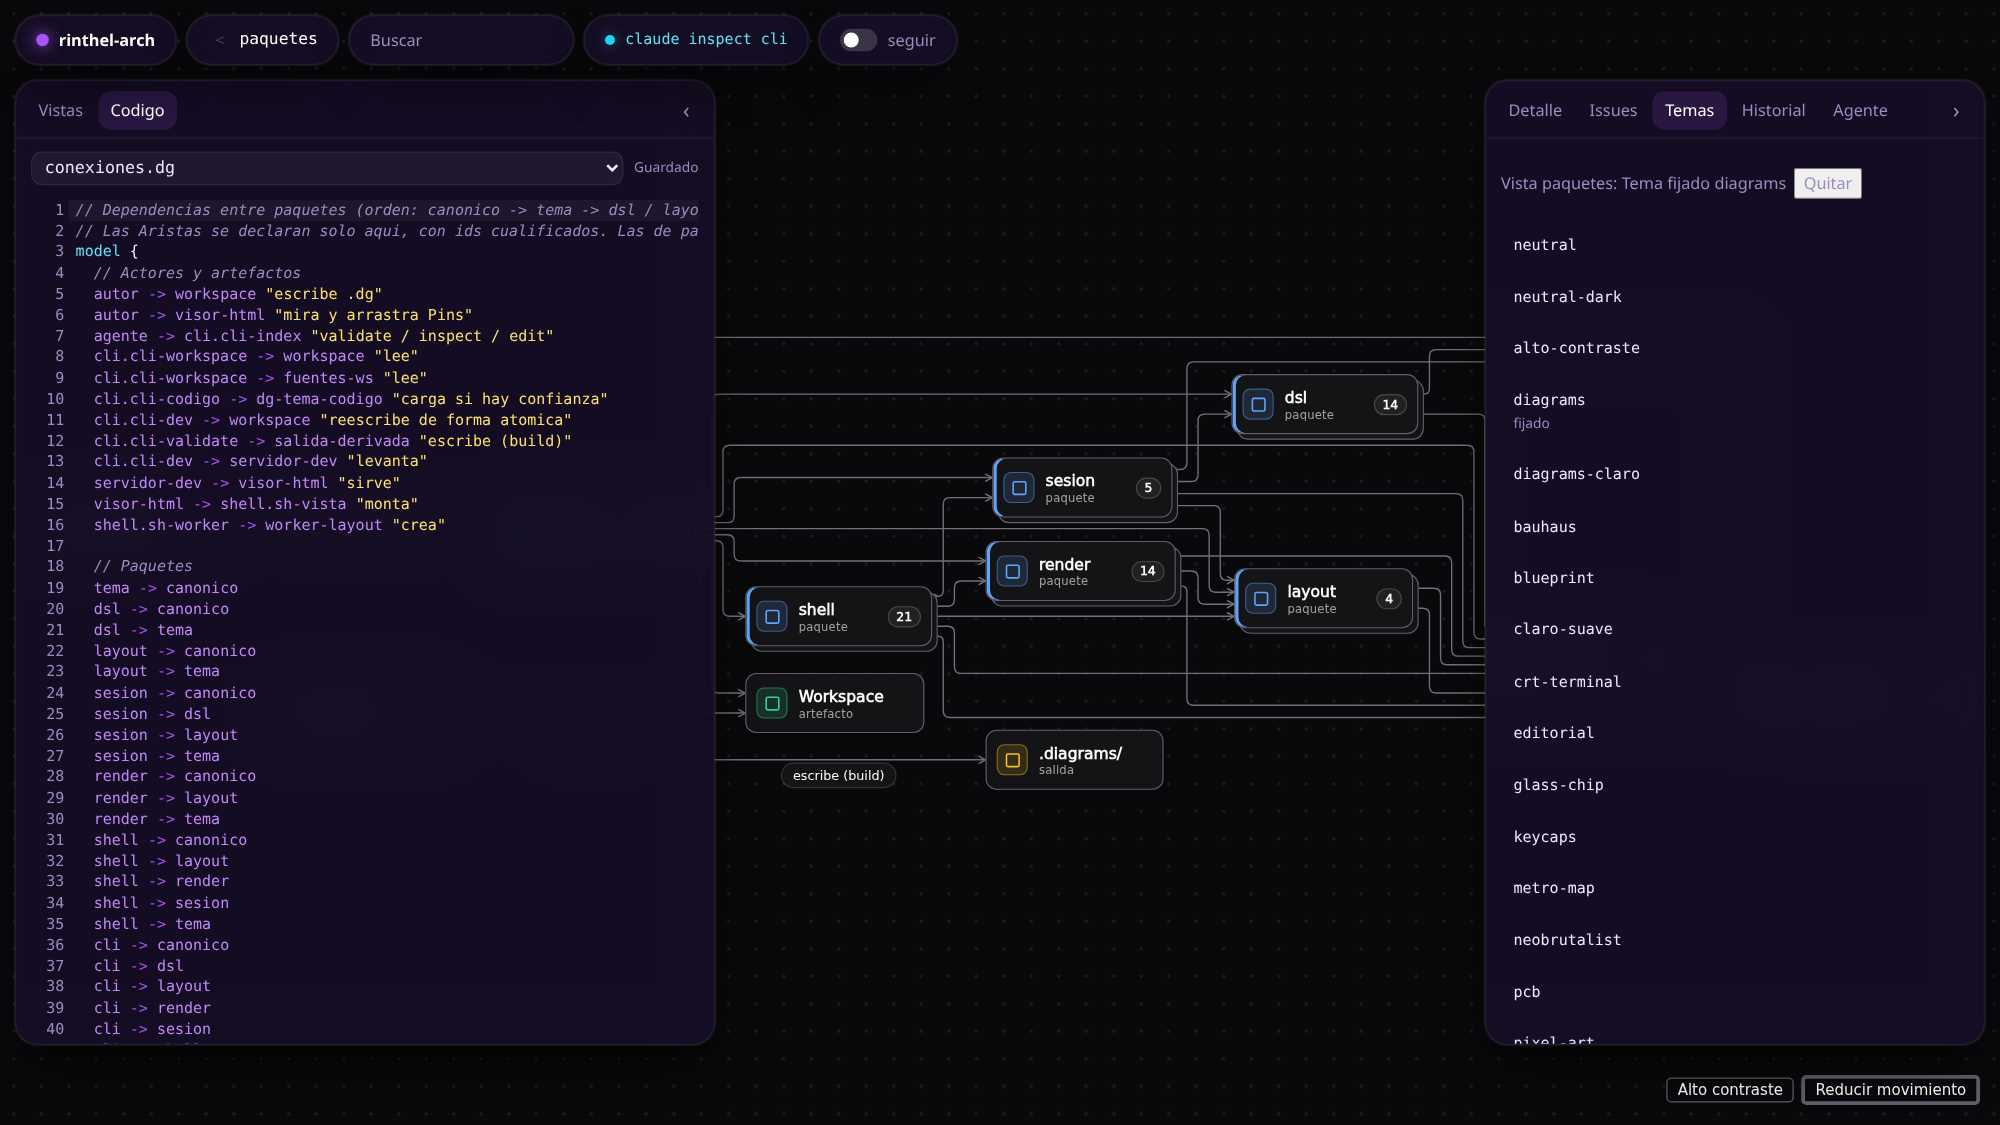 rinthel-arch
< paquetes
Buscar
claude inspect cli
seguir
Vistas
Codigo
‹
conexiones.dg
Guardado
1 // Dependencias entre paquetes (orden: canonico -> tema -> dsl / layo
2 // Las Aristas se declaran solo aqui, con ids cualificados. Las de pa
3 model {
4 // Actores y artefactos
5 autor -> workspace "escribe .dg"
6 autor -> visor-html "mira y arrastra Pins"
7 agente -> cli.cli-index "validate / inspect / edit"
8 cli.cli-workspace -> workspace "lee"
9 cli.cli-workspace -> fuentes-ws "lee"
10 cli.cli-codigo -> dg-tema-codigo "carga si hay confianza"
11 cli.cli-dev -> workspace "reescribe de forma atomica"
12 cli.cli-validate -> salida-derivada "escribe (build)"
13 cli.cli-dev -> servidor-dev "levanta"
14 servidor-dev -> visor-html "sirve"
15 visor-html -> shell.sh-vista "monta"
16 shell.sh-worker -> worker-layout "crea"
17
18 // Paquetes
19 tema -> canonico
20 dsl -> canonico
21 dsl -> tema
22 layout -> canonico
23 layout -> tema
24 sesion -> canonico
25 sesion -> dsl
26 sesion -> layout
27 sesion -> tema
28 render -> canonico
29 render -> layout
30 render -> tema
31 shell -> canonico
32 shell -> layout
33 shell -> render
34 shell -> sesion
35 shell -> tema
36 cli -> canonico
37 cli -> dsl
38 cli -> layout
39 cli -> render
40 cli -> sesion
dsl
paquete
14
sesion
paquete
5
render
paquete
14
layout
paquete
4
shell
paquete
21
Workspace
artefacto
.diagrams/
salida
escribe (build)
Detalle
Issues
Temas
Historial
Agente
›
Vista paquetes: Tema fijado diagrams
Quitar
neutral
neutral-dark
alto-contraste
diagrams
fijado
diagrams-claro
bauhaus
blueprint
claro-suave
crt-terminal
editorial
glass-chip
keycaps
metro-map
neobrutalist
pcb
pixel-art
Alto contraste
Reducir movimiento